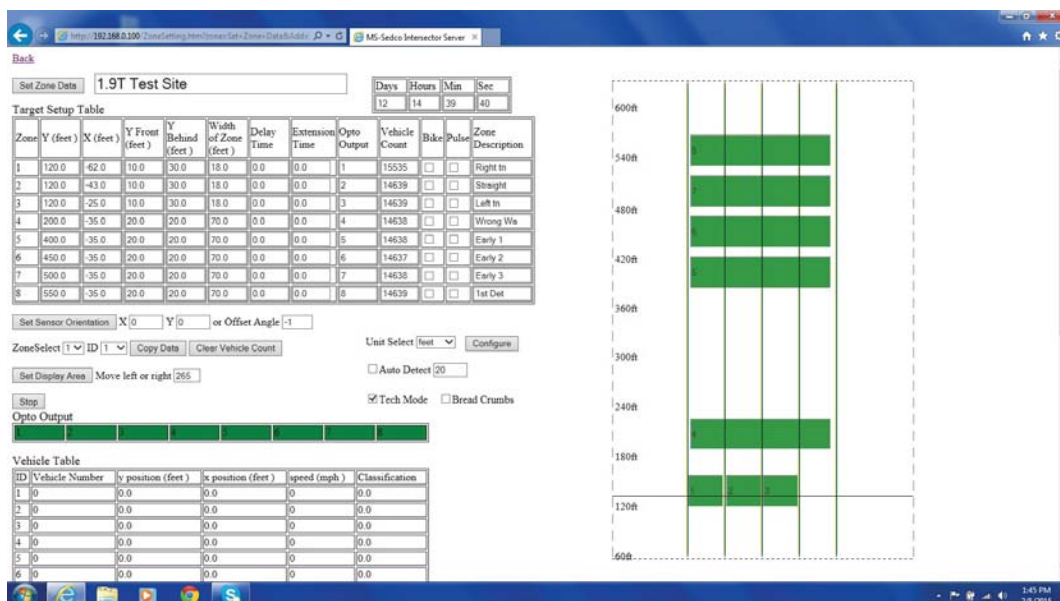 http://192.168.0.100/ZoneSetting.htm?zone=Set+Zone+Data&Addr
MS-Sedco Intersector Server
Back
Set Zone Data 1.9T Test Site
Days Hours Min Sec
12 14 39 40
Target Setup Table
Zone Y (feet ) X (feet ) Y Front (feet ) Y Behind (feet ) Width of Zone (feet ) Delay Time Extension Time Opto Output Vehicle Count Bike Pulse Zone Description
1 120.0 -62.0 10.0 30.0 18.0 0.0 0.0 1 15535 Right tn
2 120.0 -43.0 10.0 30.0 18.0 0.0 0.0 2 14639 Straight
3 120.0 -25.0 10.0 30.0 18.0 0.0 0.0 3 14639 Left tn
4 200.0 -35.0 20.0 20.0 70.0 0.0 0.0 4 14638 Wrong Wa
5 400.0 -35.0 20.0 20.0 70.0 0.0 0.0 5 14638 Early 1
6 450.0 -35.0 20.0 20.0 70.0 0.0 0.0 6 14637 Early 2
7 500.0 -35.0 20.0 20.0 70.0 0.0 0.0 7 14638 Early 3
8 550.0 -35.0 20.0 20.0 70.0 0.0 0.0 8 14639 1st Det
Set Sensor Orientation X 0 Y 0 or Offset Angle -1
ZoneSelect 1 ID 1 Copy Data Clear Vehicle Count
Unit Select feet Configure
Set Display Area Move left or right 265
Auto Detect 20
Stop
Tech Mode Bread Crumbs
Opto Output
1 2 3 4 5 6 7 8
Vehicle Table
ID Vehicle Number y position (feet ) x position (feet ) speed (mph ) Classification
1 0 0.0 0.0 0 0.0
2 0 0.0 0.0 0 0.0
3 0 0.0 0.0 0 0.0
4 0 0.0 0.0 0 0.0
5 0 0.0 0.0 0 0.0
6 0 0.0 0.0 0 0.0
600ft
8
540ft
7
480ft
6
420ft
5
360ft
300ft
240ft
4
180ft
1 2 3
120ft
60ft
1:45 PM